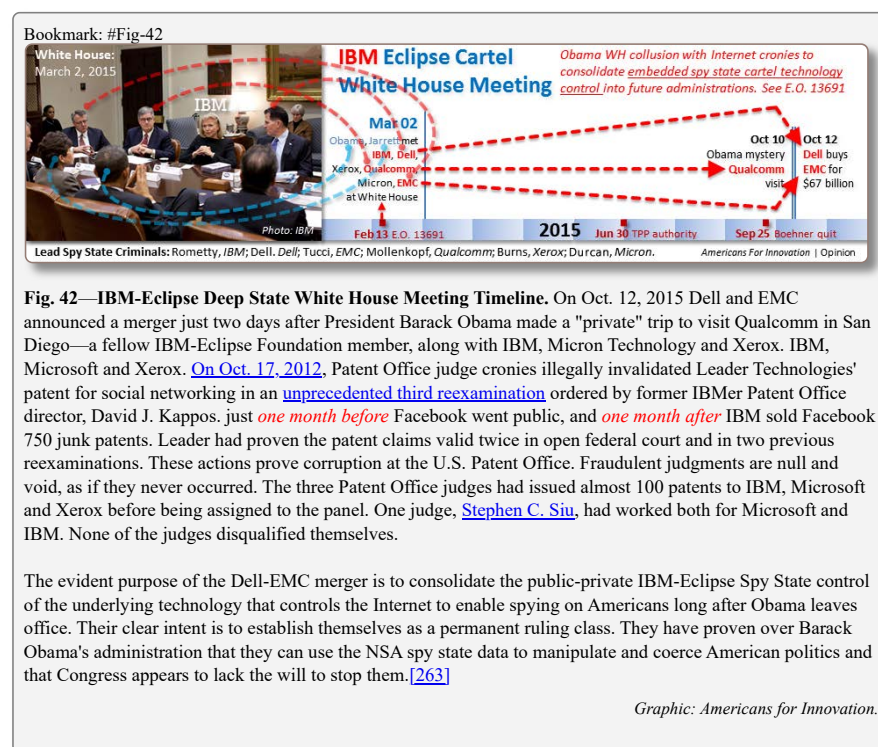 Bookmark: #Fig-42
White House:
March 2, 2015
IBM
Photo: IBM
IBM Eclipse Cartel
White House Meeting
Obama WH collusion with Internet cronies to
consolidate embedded spy state cartel technology
control into future administrations. See E.O. 13691
Mar 02
Obama, Jarrett met
IBM, Dell,
Xerox, Qualcomm,
Micron, EMC
at White House
Oct 10
Obama mystery
Qualcomm
visit
Oct 12
Dell buys
EMC for
$67 billion
Feb 13 E.O. 13691
2015
Jun 30 TPP authority
Sep 25 Boehner quit
Lead Spy State Criminals: Rometty, IBM; Dell. Dell; Tucci, EMC; Mollenkopf, Qualcomm; Burns, Xerox; Durcan, Micron.
Americans For Innovation | Opinion
Fig. 42—IBM-Eclipse Deep State White House Meeting Timeline. On Oct. 12, 2015 Dell and EMC
announced a merger just two days after President Barack Obama made a "private" trip to visit Qualcomm in San
Diego—a fellow IBM-Eclipse Foundation member, along with IBM, Micron Technology and Xerox. IBM,
Microsoft and Xerox. On Oct. 17, 2012, Patent Office judge cronies illegally invalidated Leader Technologies'
patent for social networking in an unprecedented third reexamination ordered by former IBMer Patent Office
director, David J. Kappos. just one month before Facebook went public, and one month after IBM sold Facebook
750 junk patents. Leader had proven the patent claims valid twice in open federal court and in two previous
reexaminations. These actions prove corruption at the U.S. Patent Office. Fraudulent judgments are null and
void, as if they never occurred. The three Patent Office judges had issued almost 100 patents to IBM, Microsoft
and Xerox before being assigned to the panel. One judge, Stephen C. Siu, had worked both for Microsoft and
IBM. None of the judges disqualified themselves.
The evident purpose of the Dell-EMC merger is to consolidate the public-private IBM-Eclipse Spy State control
of the underlying technology that controls the Internet to enable spying on Americans long after Obama leaves
office. Their clear intent is to establish themselves as a permanent ruling class. They have proven over Barack
Obama's administration that they can use the NSA spy state data to manipulate and coerce American politics and
that Congress appears to lack the will to stop them.[263]
Graphic: Americans for Innovation.